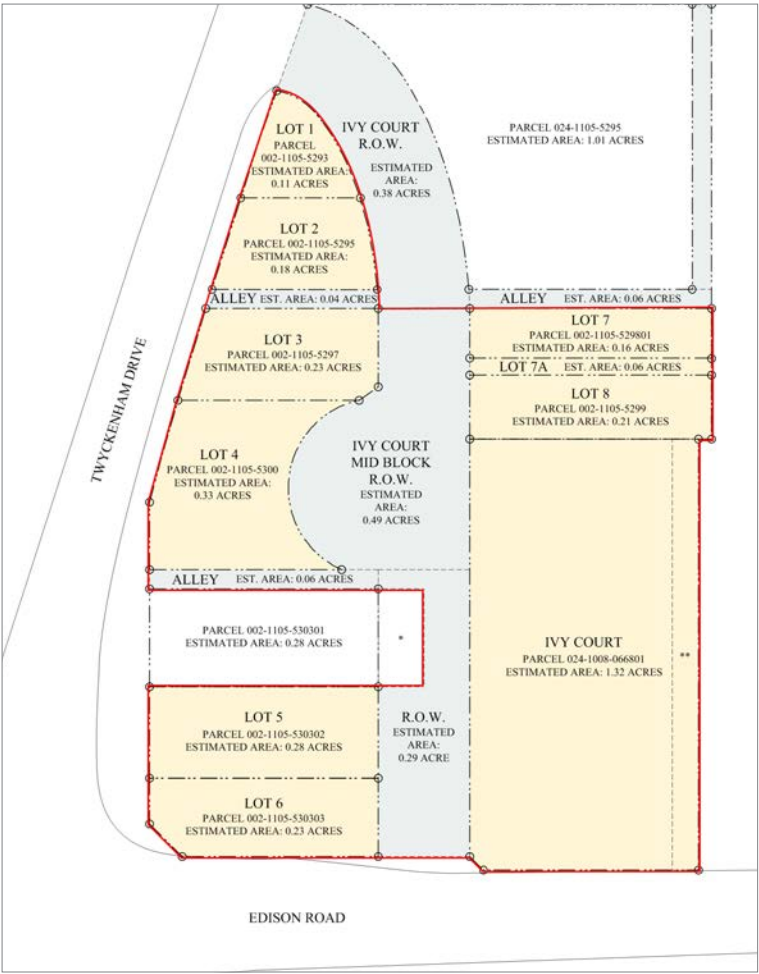 LOT 1
PARCEL
002-1105-5293
ESTIMATED AREA:
0.11 ACRES
IVY COURT
R.O.W.
ESTIMATED
AREA:
0.38 ACRES
PARCEL 024-1105-5295
ESTIMATED AREA: 1.01 ACRES
LOT 2
PARCEL 002-1105-5295
ESTIMATED AREA:
0.18 ACRES
ALLEY EST. AREA: 0.04 ACRES
ALLEY EST. AREA: 0.06 ACRES
LOT 3
PARCEL 002-1105-5297
ESTIMATED AREA: 0.23 ACRES
LOT 7
PARCEL 002-1105-529801
ESTIMATED AREA: 0.16 ACRES
LOT 7A EST. AREA: 0.06 ACRES
LOT 8
PARCEL 002-1105-5299
ESTIMATED AREA: 0.21 ACRES
TWYCKENHAM DRIVE
LOT 4
PARCEL 002-1105-5300
ESTIMATED AREA:
0.33 ACRES
IVY COURT
MID BLOCK
R.O.W.
ESTIMATED
AREA:
0.49 ACRES
ALLEY EST. AREA: 0.06 ACRES
PARCEL 002-1105-530301
ESTIMATED AREA: 0.28 ACRES
*
IVY COURT
PARCEL 024-1008-066801
ESTIMATED AREA: 1.32 ACRES
**
LOT 5
PARCEL 002-1105-530302
ESTIMATED AREA: 0.28 ACRES
R.O.W.
ESTIMATED
AREA:
0.29 ACRE
LOT 6
PARCEL 002-1105-530303
ESTIMATED AREA: 0.23 ACRES
EDISON ROAD